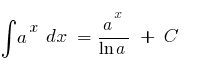 ∫ a^x dx = a^x / ln a + C